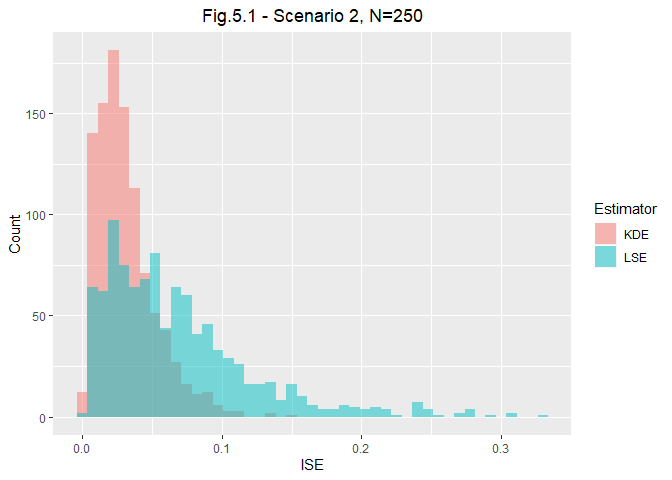 Fig.5.1 - Scenario 2, N=250
150
100
50
0
Count
0.0 0.1 0.2 0.3
ISE
Estimator
KDE
LSE